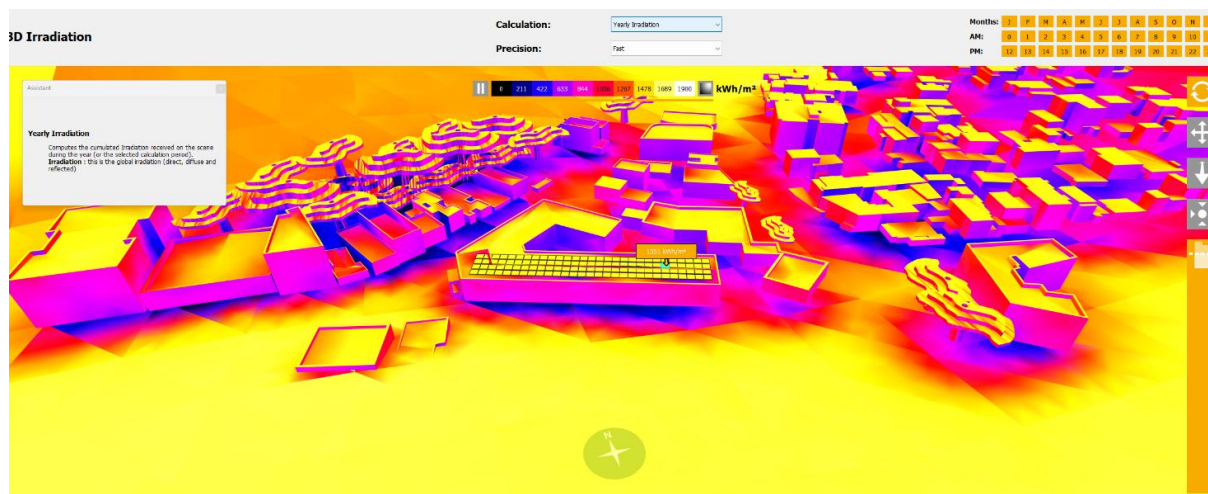 3D Irradiation
Calculation:
Yearly Irradiation
Precision:
Fast
Months: J F M A M J J A S O N
AM: 0 1 2 3 4 5 6 7 8 9 10
PM: 12 13 14 15 16 17 18 19 20 21 22
Assistant
Yearly Irradiation
Computes the cumulated Irradiation received on the scene
during the year (or the selected calculation period).
Irradiation : this is the global irradiation (direct, diffuse and
reflected)
0 211 422 633 844 1056 1267 1478 1689 1900 kWh/m²
1351 kWh/m²
N